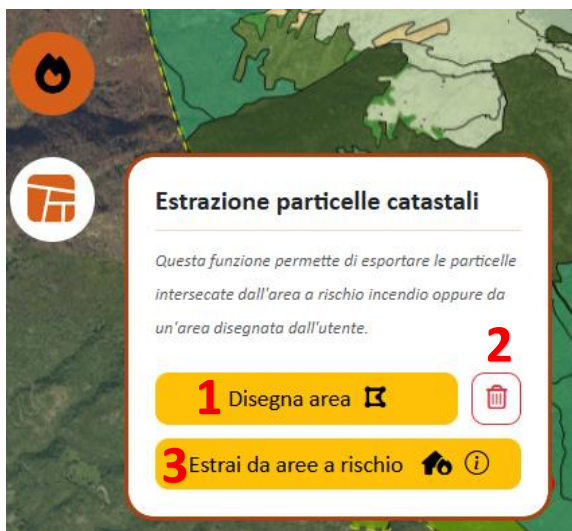 Estrazione particelle catastali
Questa funzione permette di esportare le particelle
intersecate dall'area a rischio incendio oppure da
un'area disegnata dall'utente.
2
1 Disegna area
3 Estrai da aree a rischio i